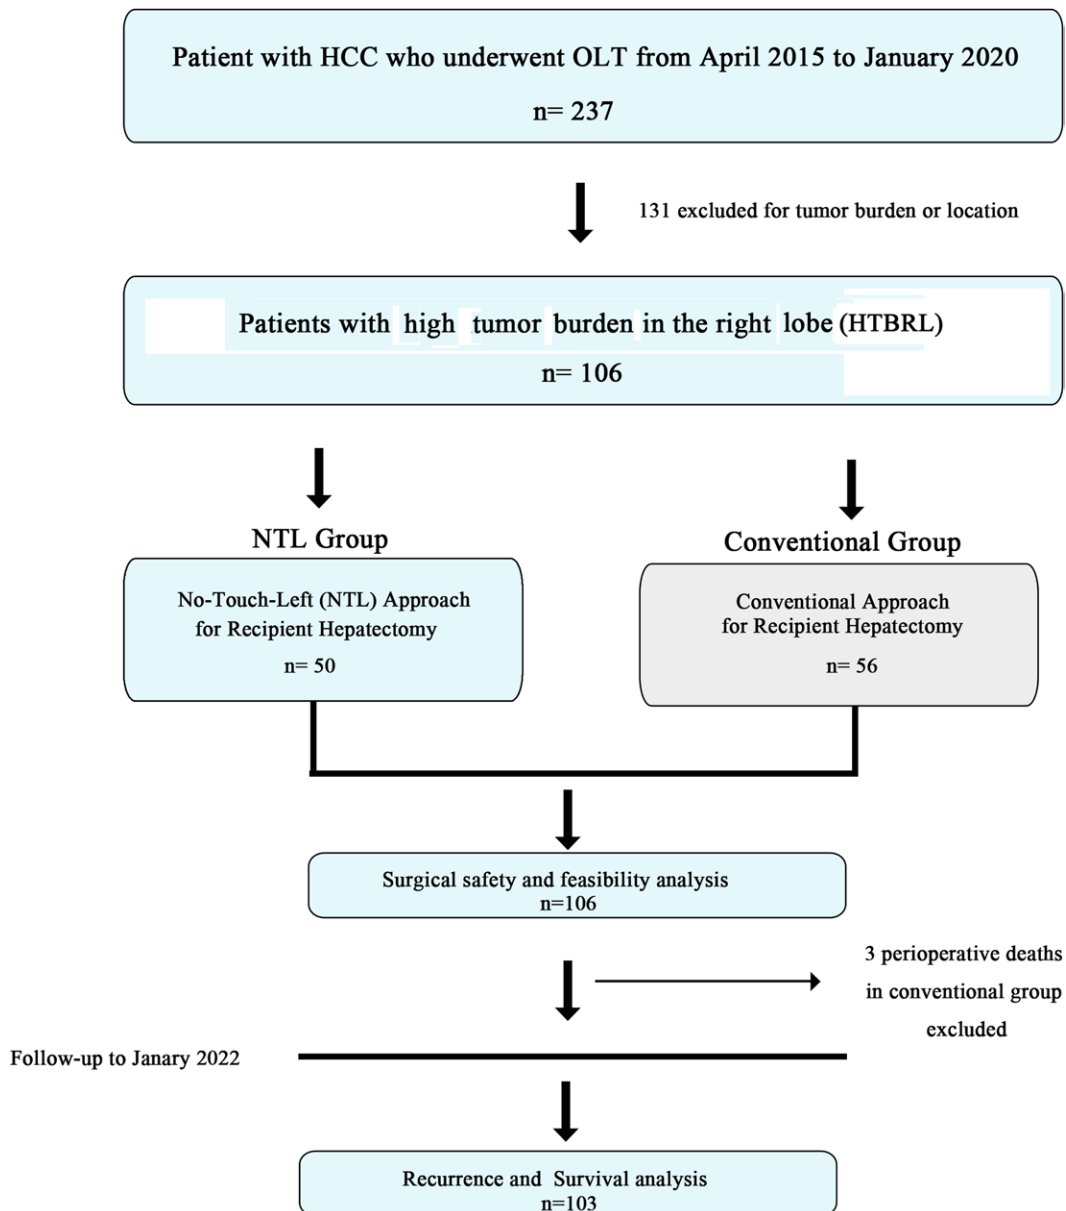 Patient with HCC who underwent OLT from April 2015 to January 2020
n= 237
131 excluded for tumor burden or location
Patients with high tumor burden in the right lobe (HTBRL)
n= 106
NTL Group
No-Touch-Left (NTL) Approach
for Recipient Hepatectomy
n= 50
Conventional Group
Conventional Approach
for Recipient Hepatectomy
n= 56
Surgical safety and feasibility analysis
n=106
3 perioperative deaths
in conventional group
excluded
Follow-up to Janary 2022
Recurrence and Survival analysis
n=103